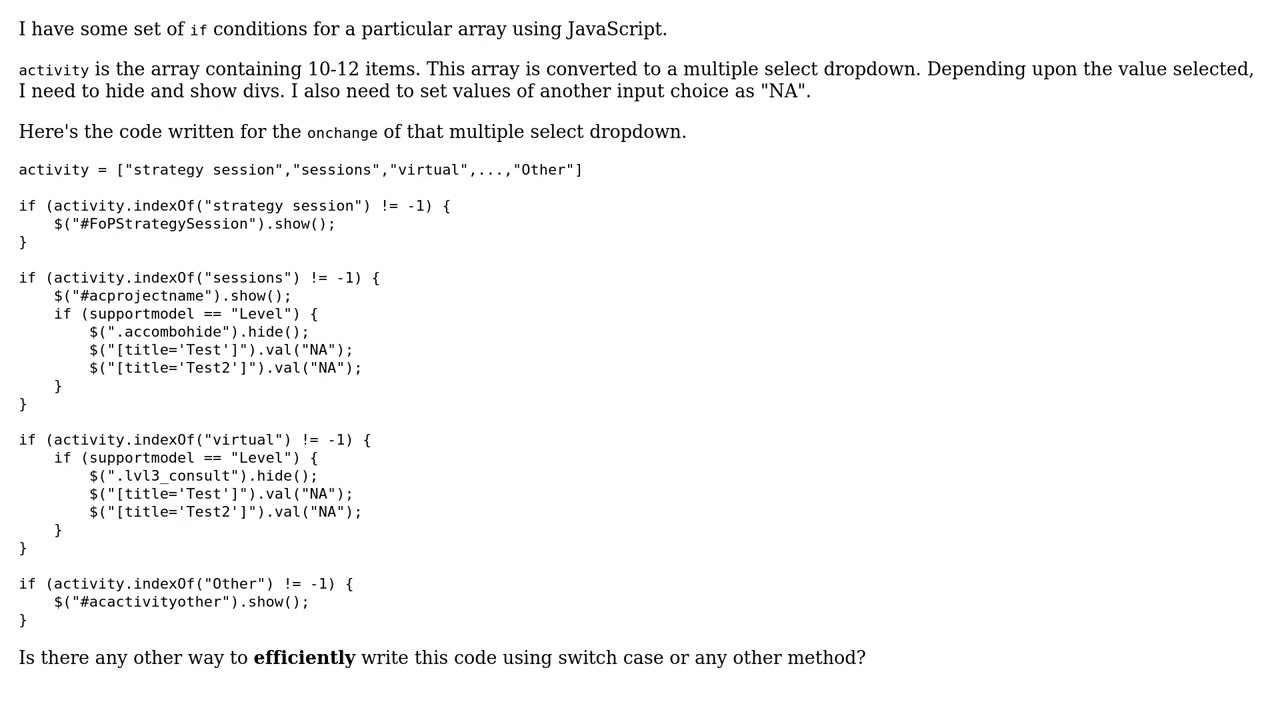 I have some set of if conditions for a particular array using JavaScript.
activity is the array containing 10-12 items. This array is converted to a multiple select dropdown. Depending upon the value selected,
I need to hide and show divs. I also need to set values of another input choice as "NA".
Here's the code written for the onchange of that multiple select dropdown.
activity = ["strategy session","sessions","virtual",...,"Other"]
if (activity.indexOf("strategy session") != -1) {
    $("#FoPStrategySession").show();
}
if (activity.indexOf("sessions") != -1) {
    $("#acprojectname").show();
    if (supportmodel == "Level") {
        $(".accombohide").hide();
        $("[title='Test']").val("NA");
        $("[title='Test2']").val("NA");
    }
}
if (activity.indexOf("virtual") != -1) {
    if (supportmodel == "Level") {
        $(".lvl3_consult").hide();
        $("[title='Test']").val("NA");
        $("[title='Test2']").val("NA");
    }
}
if (activity.indexOf("Other") != -1) {
    $("#acactivityother").show();
}
Is there any other way to efficiently write this code using switch case or any other method?